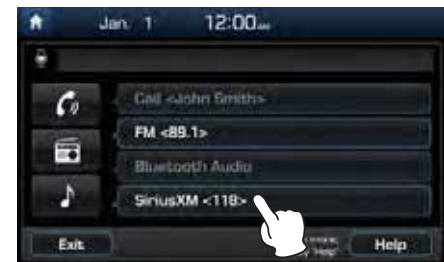 Jan. 1 12:00
Call <John Smith>
FM <89.1>
Bluetooth Audio
SiriusXM <118>
Exit
Help